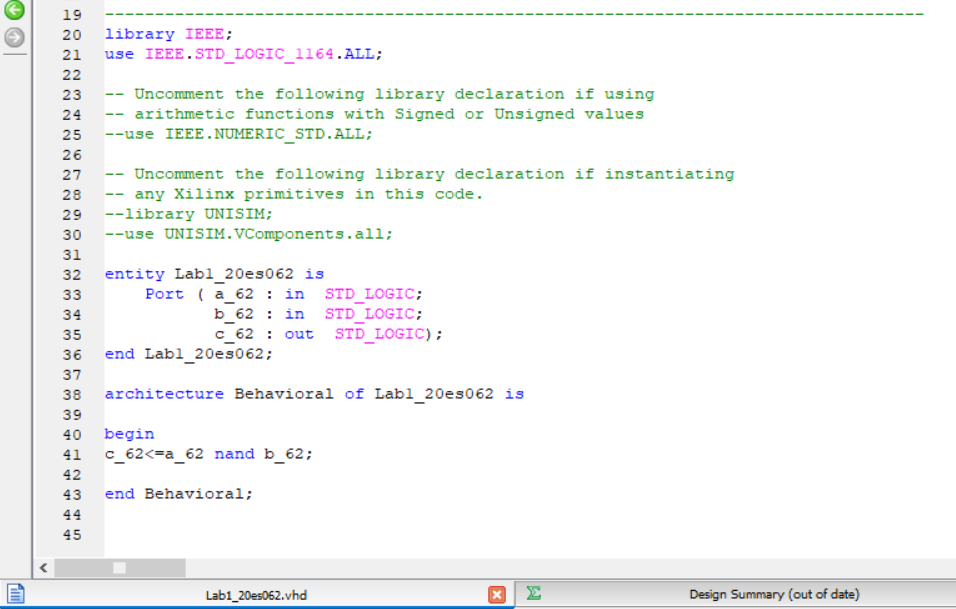 19 ----------------------------------------------------------------------------------
20 library IEEE;
21 use IEEE.STD_LOGIC_1164.ALL;
22
23 -- Uncomment the following library declaration if using
24 -- arithmetic functions with Signed or Unsigned values
25 --use IEEE.NUMERIC_STD.ALL;
26
27 -- Uncomment the following library declaration if instantiating
28 -- any Xilinx primitives in this code.
29 --library UNISIM;
30 --use UNISIM.VComponents.all;
31
32 entity Lab1_20es062 is
33     Port ( a_62 : in  STD_LOGIC;
34            b_62 : in  STD_LOGIC;
35            c_62 : out  STD_LOGIC);
36 end Lab1_20es062;
37
38 architecture Behavioral of Lab1_20es062 is
39
40 begin
41 c_62<=a_62 nand b_62;
42
43 end Behavioral;
44
45
Lab1_20es062.vhd Σ Design Summary (out of date)